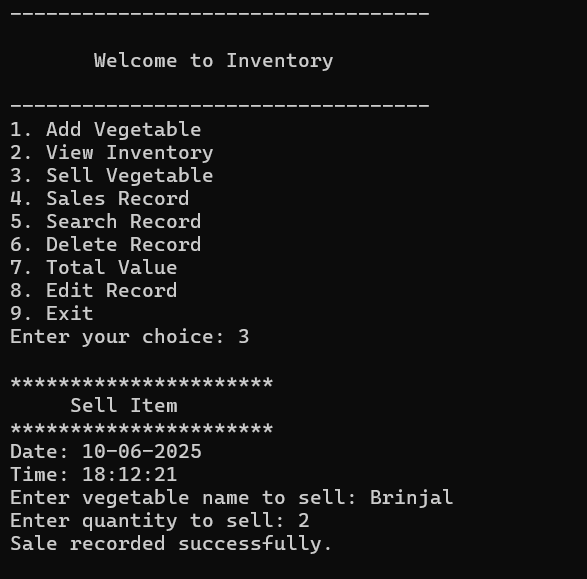 -----------------------------------
Welcome to Inventory
-----------------------------------
1. Add Vegetable
2. View Inventory
3. Sell Vegetable
4. Sales Record
5. Search Record
6. Delete Record
7. Total Value
8. Edit Record
9. Exit
Enter your choice: 3
**********************
Sell Item
**********************
Date: 10-06-2025
Time: 18:12:21
Enter vegetable name to sell: Brinjal
Enter quantity to sell: 2
Sale recorded successfully.